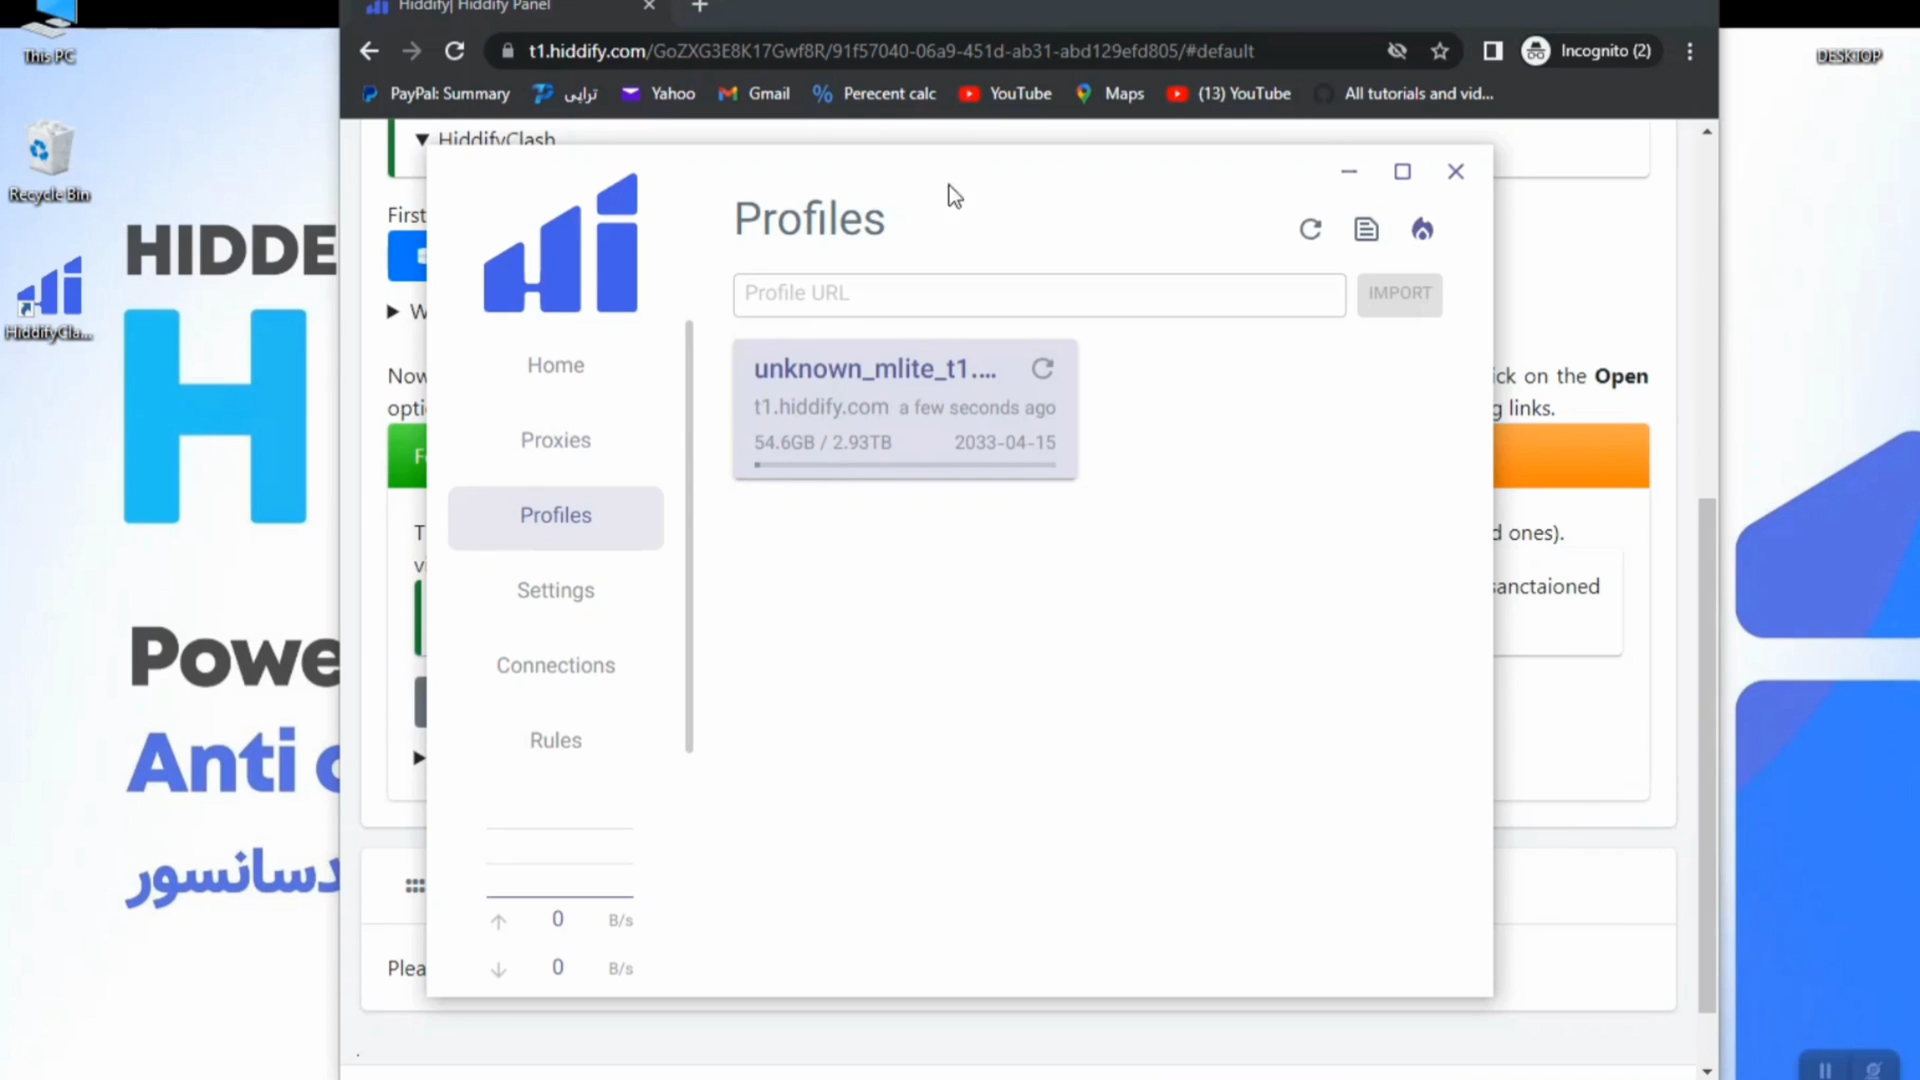 Hiddify| Hiddify Panel
t1.hiddify.com/GoZXG3E8K17Gwf8R/91f57040-06a9-451d-ab31-abd129efd805/#default
Incognito (2)
PayPal: Summary
ترابی
Yahoo
Gmail
Perecent calc
YouTube
Maps
(13) YouTube
All tutorials and vid...
This PC
Recycle Bin
HiddifyCla...
DESKTOP
HIDDE
H
Powe
Anti
دسانسور
HiddifyClash
First
W
Now
opti
ick on the Open
g links.
d ones).
sanctaioned
Plea
Profiles
Profile URL
IMPORT
unknown_mlite_t1....
t1.hiddify.com a few seconds ago
54.6GB / 2.93TB 2033-04-15
Home
Proxies
Profiles
Settings
Connections
Rules
0 B/s
0 B/s